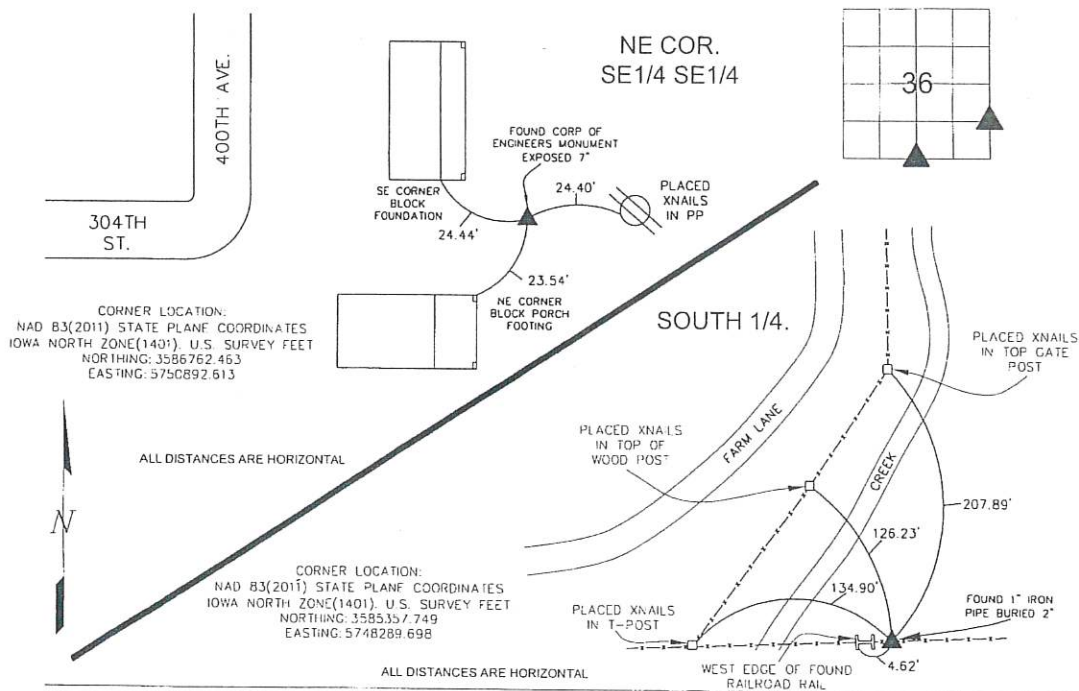 400TH AVE.
304TH
ST.
NE COR.
SE1/4 SE1/4
36
FOUND CORP OF
ENGINEERS MONUMENT
EXPOSED 7"
SE CORNER
BLOCK
FOUNDATION
24.44'
24.40'
PLACED
XNAILS
IN PP
23.54'
NE CORNER
BLOCK PORCH
FOOTING
CORNER LOCATION:
NAD 83(2011) STATE PLANE COORDINATES
IOWA NORTH ZONE(1401). U.S. SURVEY FEET
NORTHING: 3586762.463
EASTING: 5750892.613
ALL DISTANCES ARE HORIZONTAL
N
SOUTH 1/4.
PLACED XNAILS
IN TOP GATE
POST
PLACED XNAILS
IN TOP OF
WOOD POST
FARM LANE
CREEK
207.89'
126.23'
134.90'
CORNER LOCATION:
NAD 83(2011) STATE PLANE COORDINATES
IOWA NORTH ZONE(1401). U.S. SURVEY FEET
NORTHING: 3585357.749
EASTING: 5748289.698
PLACED XNAILS
IN T-POST
FOUND 1" IRON
PIPE BURIED 2"
4.62'
WEST EDGE OF FOUND
RAILROAD RAIL
ALL DISTANCES ARE HORIZONTAL